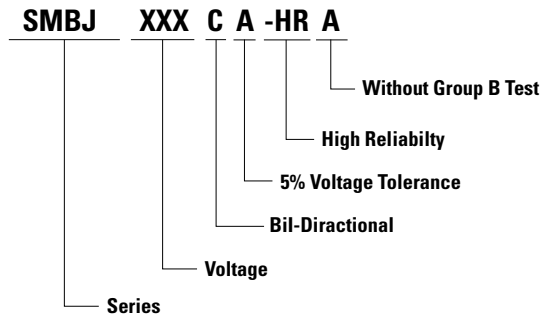 SMBJ XXX C A -HR A
Without Group B Test
High Reliabilty
5% Voltage Tolerance
Bil-Diractional
Voltage
Series